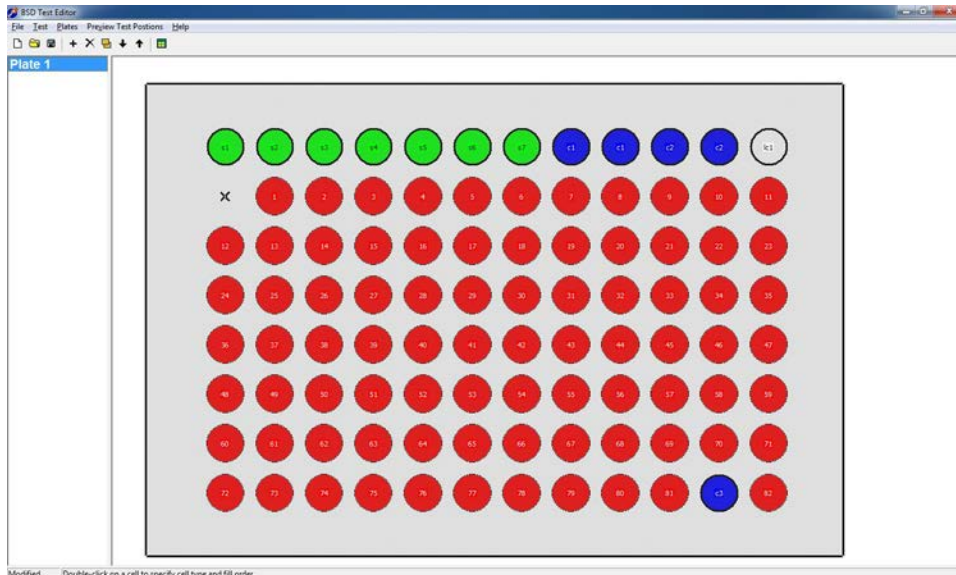 BSD Test Editor
File Test Plates Preview Test Postions Help
Plate 1
s1 s2 s3 s4 s5 s6 s7 c1 c1 c2 c2 lc1
1 2 3 4 5 6 7 8 9 10 11
12 13 14 15 16 17 18 19 20 21 22 23
24 25 26 27 28 29 30 31 32 33 34 35
36 37 38 39 40 41 42 43 44 45 46 47
48 49 50 51 52 53 54 55 56 57 58 59
60 61 62 63 64 65 66 67 68 69 70 71
72 73 74 75 76 77 78 79 80 81 c3 82
Modified Double-click on a cell to specify cell type and fill order